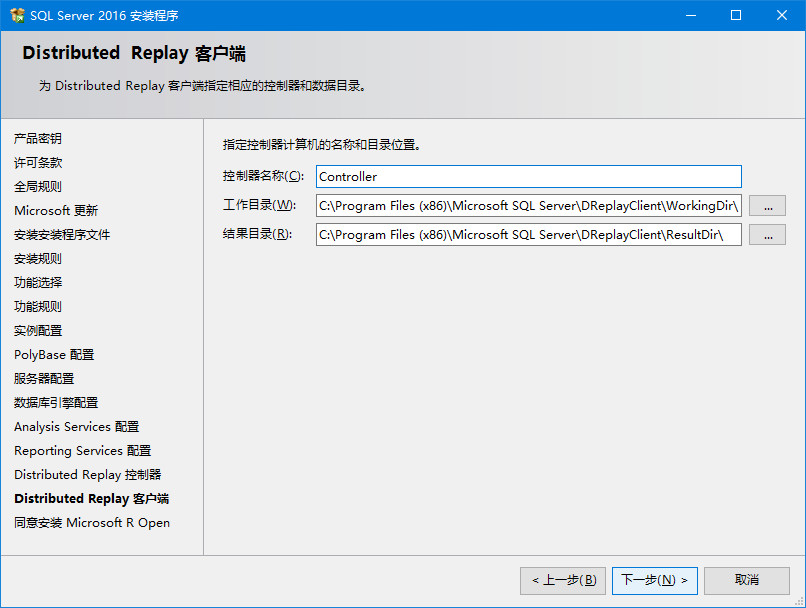 SQL Server 2016 安装程序
Distributed Replay 客户端
为 Distributed Replay 客户端指定相应的控制器和数据目录。
产品密钥
许可条款
全局规则
Microsoft 更新
安装安装程序文件
安装规则
功能选择
功能规则
实例配置
PolyBase 配置
服务器配置
数据库引擎配置
Analysis Services 配置
Reporting Services 配置
Distributed Replay 控制器
Distributed Replay 客户端
同意安装 Microsoft R Open
指定控制器计算机的名称和目录位置。
控制器名称(C): Controller
工作目录(W): C:\Program Files (x86)\Microsoft SQL Server\DReplayClient\WorkingDir\ ...
结果目录(R): C:\Program Files (x86)\Microsoft SQL Server\DReplayClient\ResultDir\ ...
< 上一步(B) 下一步(N) > 取消